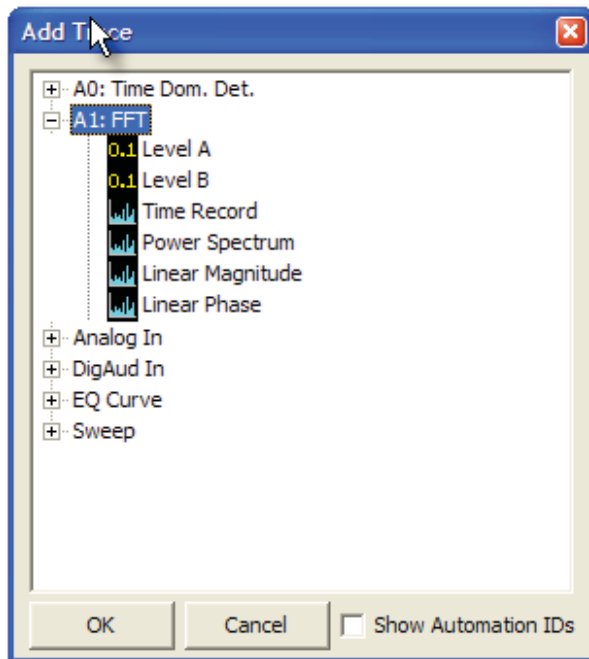 Add Trace
A0: Time Dom. Det.
A1: FFT
0.1 Level A
0.1 Level B
Time Record
Power Spectrum
Linear Magnitude
Linear Phase
Analog In
DigAud In
EQ Curve
Sweep
OK Cancel Show Automation IDs